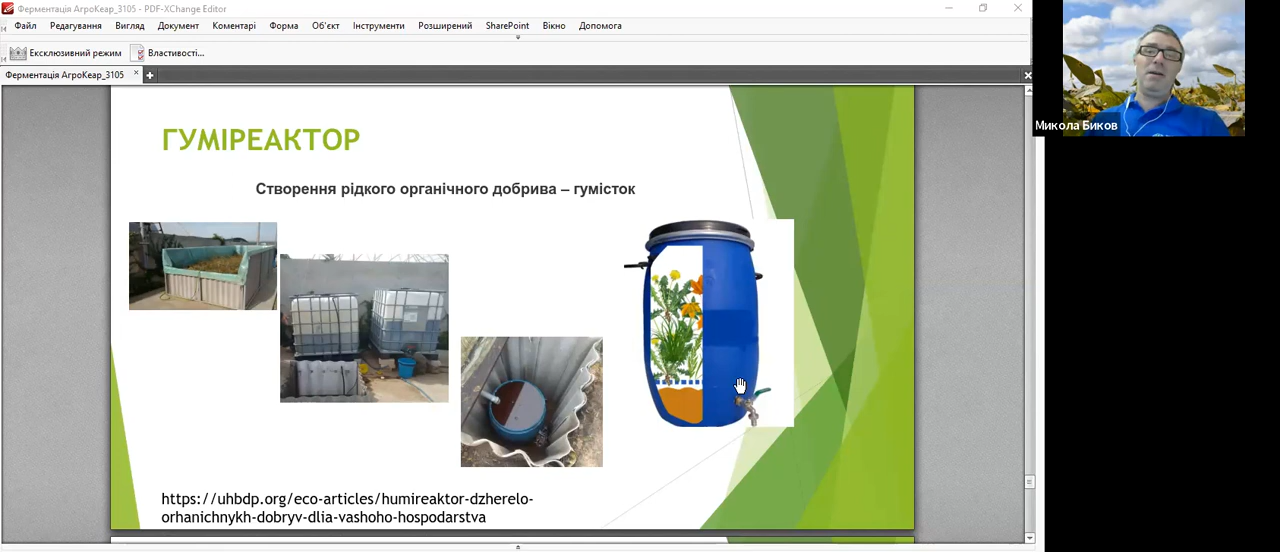 Ферментація АгроКеар_3105 - PDF-XChange Editor
Файл Редагування Вигляд Документ Коментарі Форма Об'єкт Інструменти Розширений SharePoint Вікно Допомога
Ексклюзивний режим Властивості...
Ферментація АгроКеар_3105
ГУМІРЕАКТОР
Створення рідкого органічного добрива – гумісток
https://uhbdp.org/eco-articles/humireaktor-dzherelo-
orhanichnykh-dobryv-dlia-vashoho-hospodarstva
Микола Биков